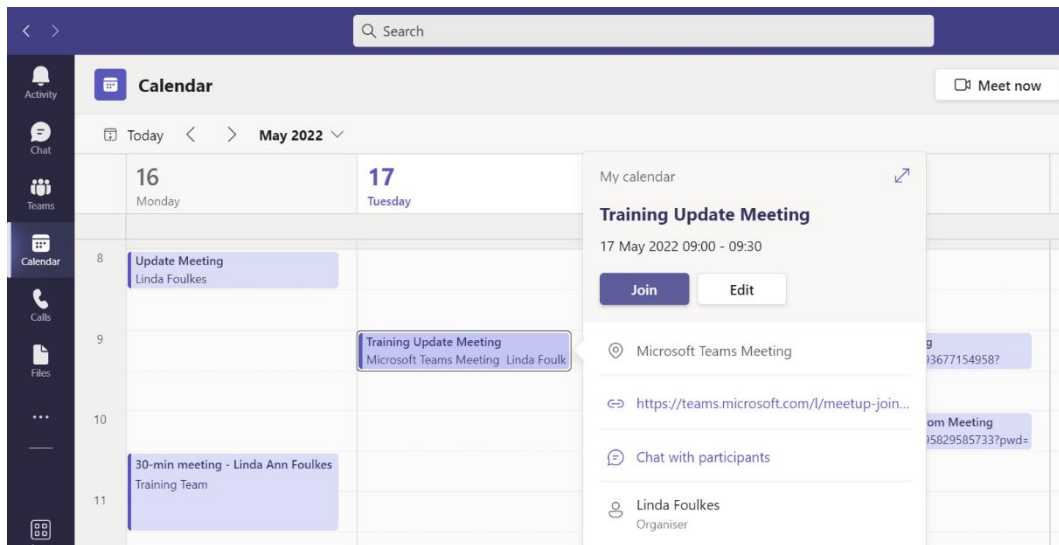 Search
Activity
Chat
Teams
Calendar
Calls
Files
Calendar
Meet now
Today
May 2022
16
Monday
17
Tuesday
8
9
10
11
Update Meeting
Linda Foulkes
30-min meeting - Linda Ann Foulkes
Training Team
Training Update Meeting
Microsoft Teams Meeting Linda Foulk
My calendar
Training Update Meeting
17 May 2022 09:00 - 09:30
Join
Edit
Microsoft Teams Meeting
https://teams.microsoft.com/l/meetup-join...
Chat with participants
Linda Foulkes
Organiser
g
93677154958?
om Meeting
95829585733?pwd=